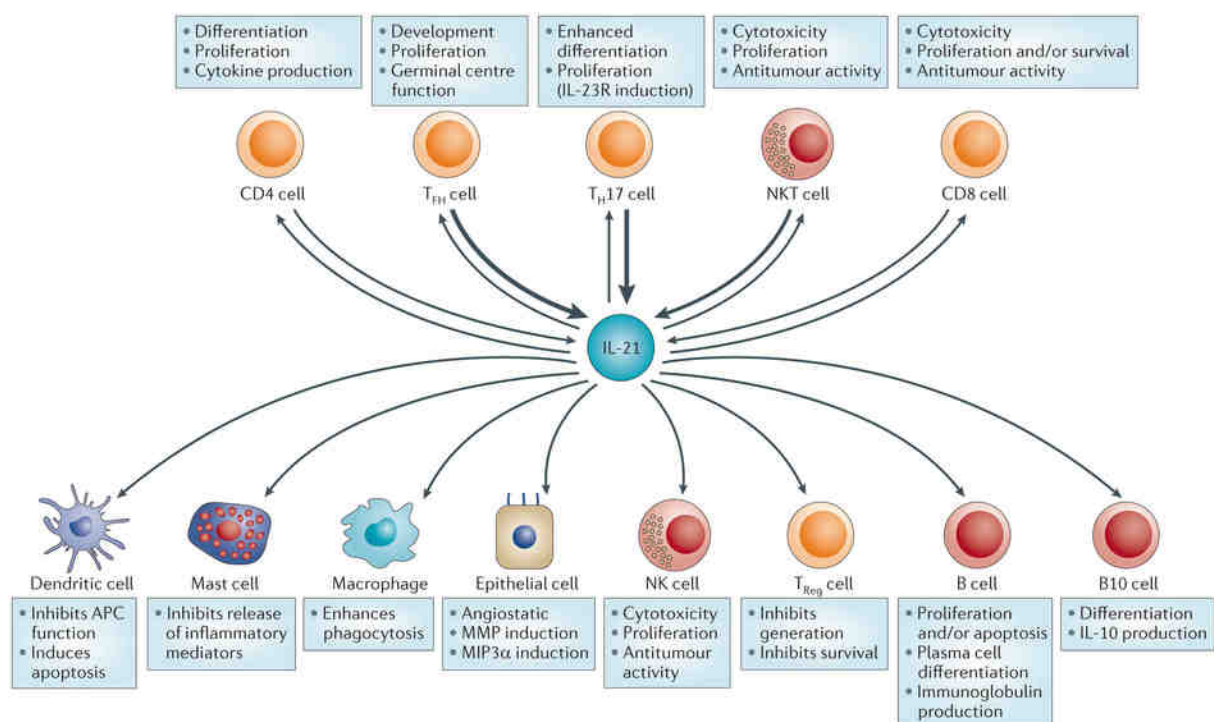 • Differentiation
• Proliferation
• Cytokine production
• Development
• Proliferation
• Germinal centre
function
• Enhanced
differentiation
• Proliferation
(IL-23R induction)
• Cytotoxicity
• Proliferation
• Antitumour activity
• Cytotoxicity
• Proliferation and/or survival
• Antitumour activity
CD4 cell
TFH cell
TH17 cell
NKT cell
CD8 cell
IL-21
Dendritic cell
Mast cell
Macrophage
Epithelial cell
NK cell
TReg cell
B cell
B10 cell
• Inhibits APC
function
• Induces
apoptosis
• Inhibits release
of inflammatory
mediators
• Enhances
phagocytosis
• Angiostatic
• MMP induction
• MIP3α induction
• Cytotoxicity
• Proliferation
• Antitumour
activity
• Inhibits
generation
• Inhibits survival
• Proliferation
and/or apoptosis
• Plasma cell
differentiation
• Immunoglobulin
production
• Differentiation
• IL-10 production